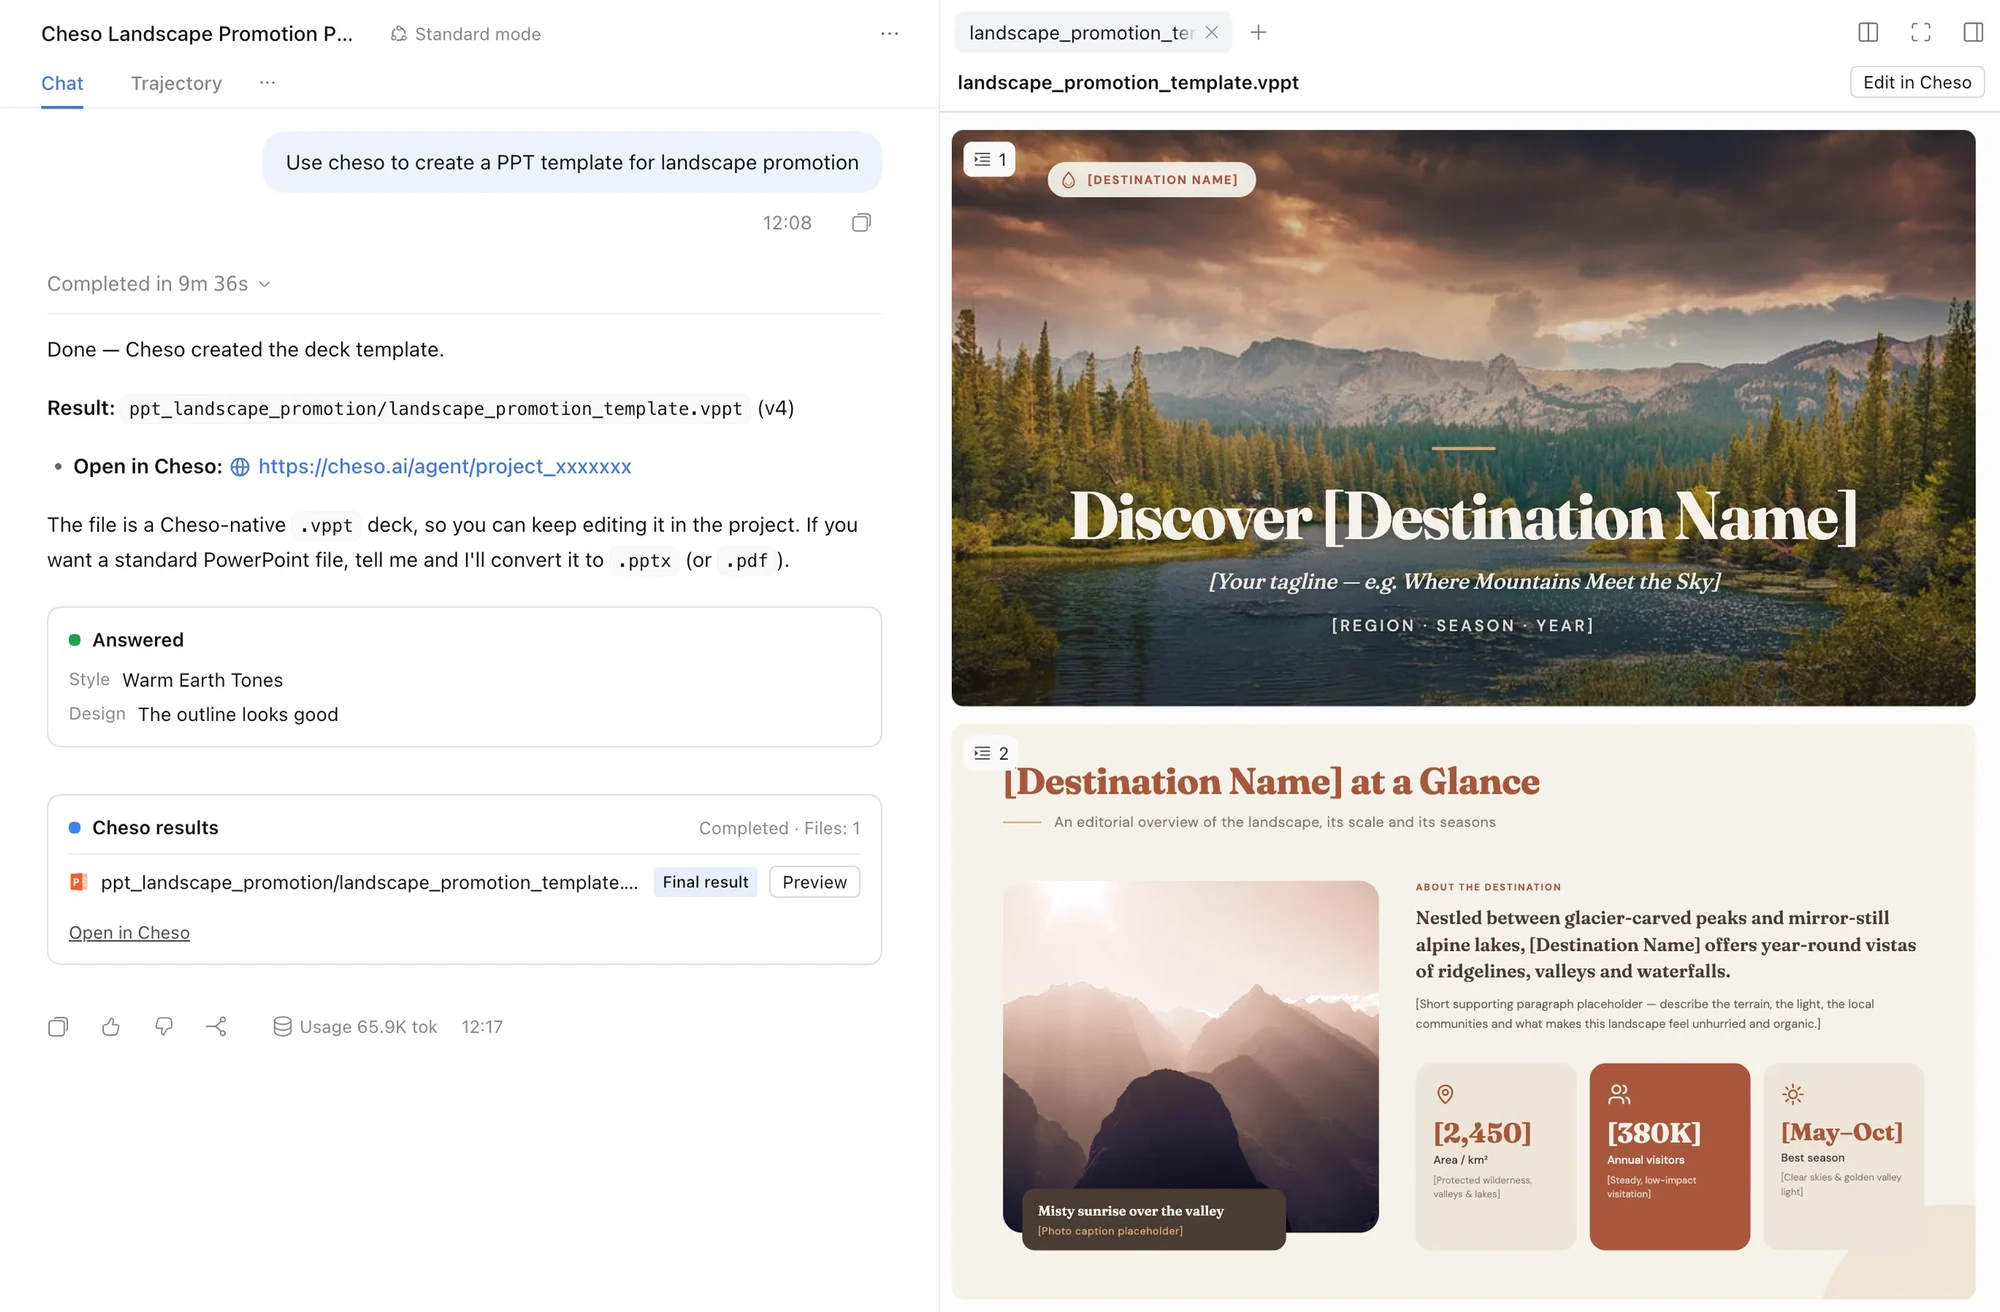 Cheso Landscape Promotion P...
Standard mode
Chat
Trajectory
Use cheso to create a PPT template for landscape promotion
12:08
Completed in 9m 36s
Done — Cheso created the deck template.
Result: ppt_landscape_promotion/landscape_promotion_template.vppt (v4)
• Open in Cheso: https://cheso.ai/agent/project_xxxxxxx
The file is a Cheso-native .vppt deck, so you can keep editing it in the project. If you
want a standard PowerPoint file, tell me and I'll convert it to .pptx (or .pdf ).
Answered
Style Warm Earth Tones
Design The outline looks good
Cheso results
Completed · Files: 1
ppt_landscape_promotion/landscape_promotion_template....
Final result
Preview
Open in Cheso
Usage 65.9K tok
12:17
landscape_promotion_ter
landscape_promotion_template.vppt
Edit in Cheso
1
[DESTINATION NAME]
Discover [Destination Name]
[Your tagline — e.g. Where Mountains Meet the Sky]
[REGION · SEASON · YEAR]
2
[Destination Name] at a Glance
An editorial overview of the landscape, its scale and its seasons
Misty sunrise over the valley
[Photo caption placeholder]
ABOUT THE DESTINATION
Nestled between glacier-carved peaks and mirror-still
alpine lakes, [Destination Name] offers year-round vistas
of ridgelines, valleys and waterfalls.
[Short supporting paragraph placeholder — describe the terrain, the light, the local
communities and what makes this landscape feel unhurried and organic.]
[2,450]
Area / km²
[Protected wilderness,
valleys & lakes]
[380K]
Annual visitors
[Steady, low-impact
visitation]
[May–Oct]
Best season
[Clear skies & golden valley
light]